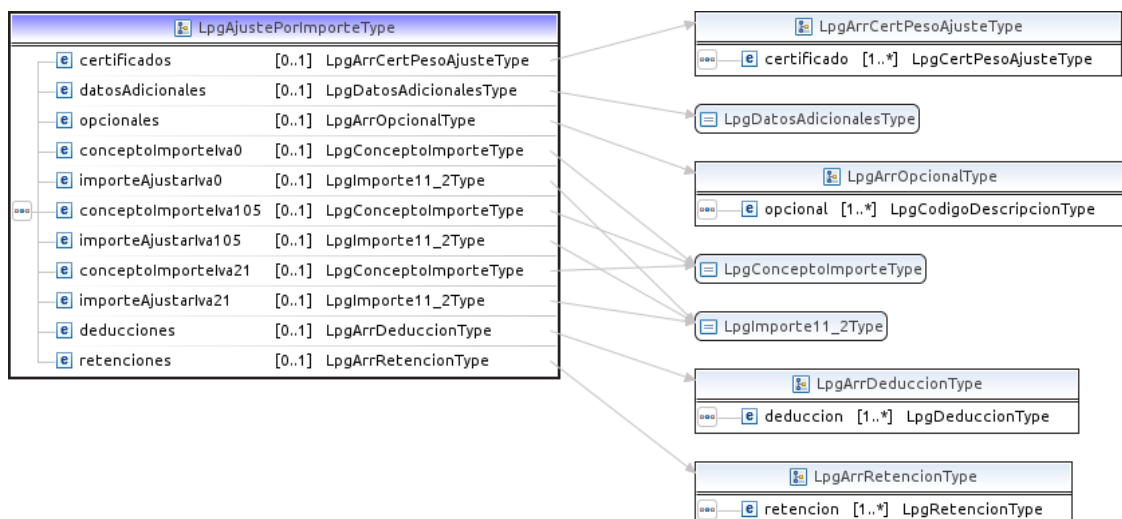 LpgAjustePorImporteType
certificados [0..1] LpgArrCertPesoAjusteType
datosAdicionales [0..1] LpgDatosAdicionalesType
opcionales [0..1] LpgArrOpcionalType
conceptoImporteIva0 [0..1] LpgConceptoImporteType
importeAjustarIva0 [0..1] LpgImporte11_2Type
conceptoImporteIva105 [0..1] LpgConceptoImporteType
importeAjustarIva105 [0..1] LpgImporte11_2Type
conceptoImporteIva21 [0..1] LpgConceptoImporteType
importeAjustarIva21 [0..1] LpgImporte11_2Type
deducciones [0..1] LpgArrDeduccionType
retenciones [0..1] LpgArrRetencionType
LpgArrCertPesoAjusteType
certificado [1..*] LpgCertPesoAjusteType
LpgDatosAdicionalesType
LpgArrOpcionalType
opcional [1..*] LpgCodigoDescripcionType
LpgConceptoImporteType
LpgImporte11_2Type
LpgArrDeduccionType
deduccion [1..*] LpgDeduccionType
LpgArrRetencionType
retencion [1..*] LpgRetencionType